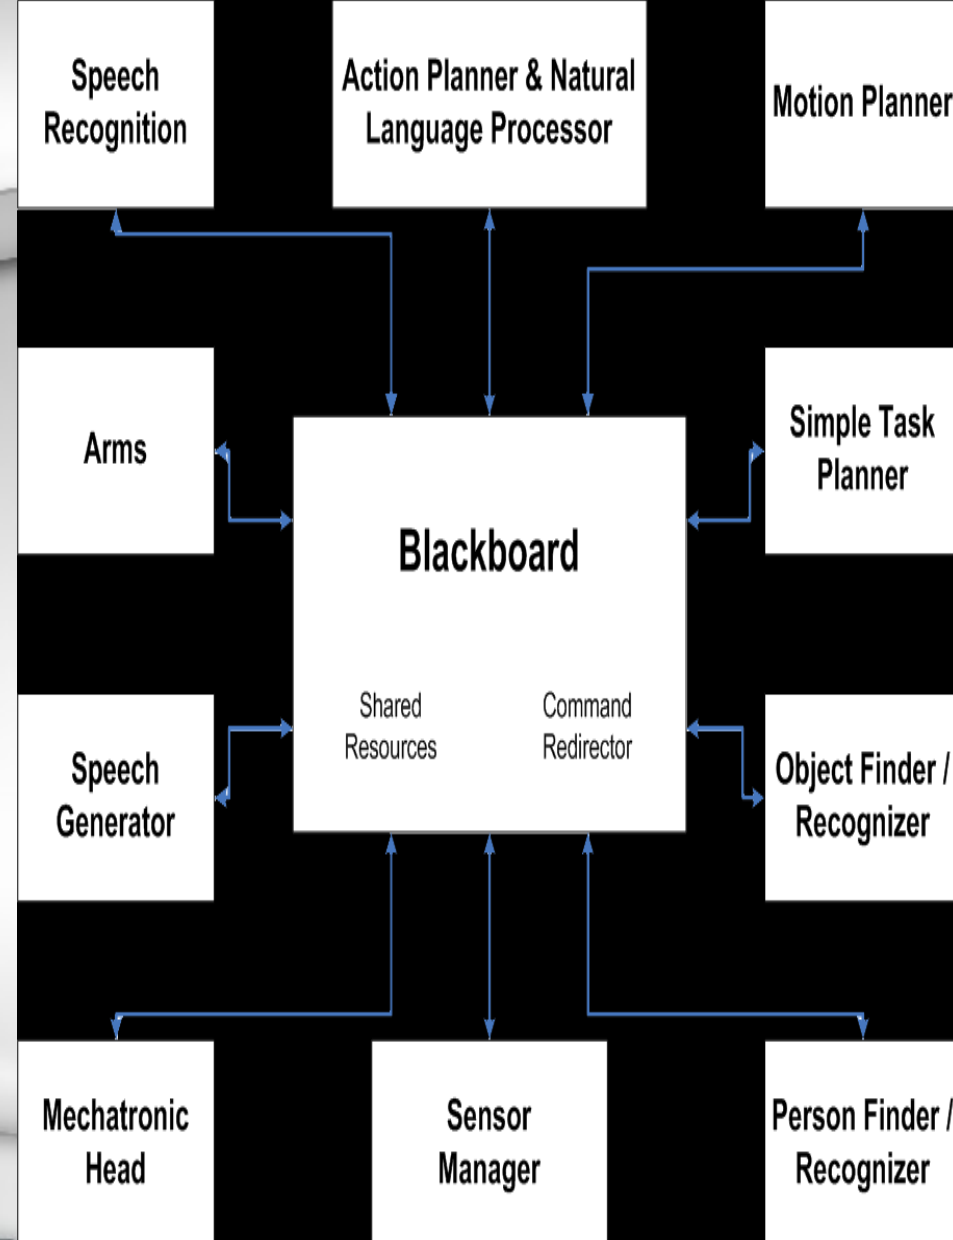 Speech
Recognition
Action Planner & Natural
Language Processor
Motion Planner
Arms
Simple Task
Planner
Blackboard
Shared
Resources
Command
Redirector
Speech
Generator
Object Finder /
Recognizer
Mechatronic
Head
Sensor
Manager
Person Finder /
Recognizer